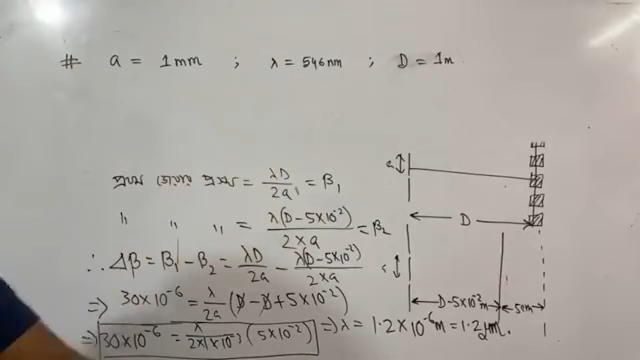 # a = 1mm ; λ = 546nm ; D = 1m
প্রথম ডোরার প্রস্থ = λD/2a = β₁
" " " = λ(D-5×10⁻²)/2×a = β₂
∴ Δβ = β₁ - β₂ = λD/2a - λ(D-5×10⁻²)/2×a
⇒ 30×10⁻⁶ = λ/2a (D - D + 5×10⁻²)
⇒ 30×10⁻⁶ = λ/2×1×10⁻³ (5×10⁻²) ⇒ λ = 1.2×10⁻⁶m = 1.2μm.
a
D
D-5×10⁻²m
5cm